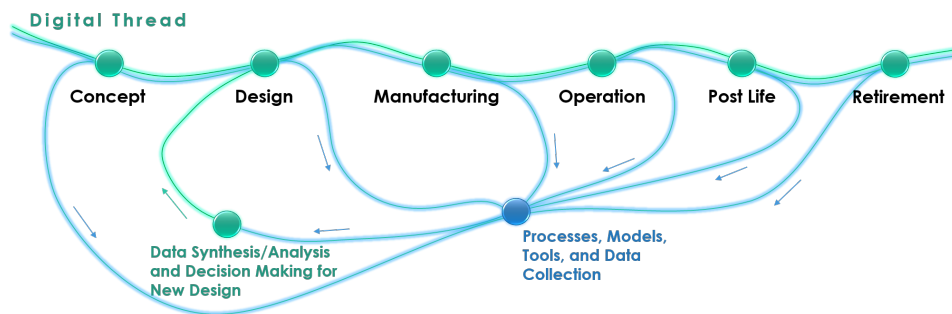 Digital Thread
Concept
Design
Manufacturing
Operation
Post Life
Retirement
Data Synthesis/Analysis
and Decision Making for
New Design
Processes, Models,
Tools, and Data
Collection